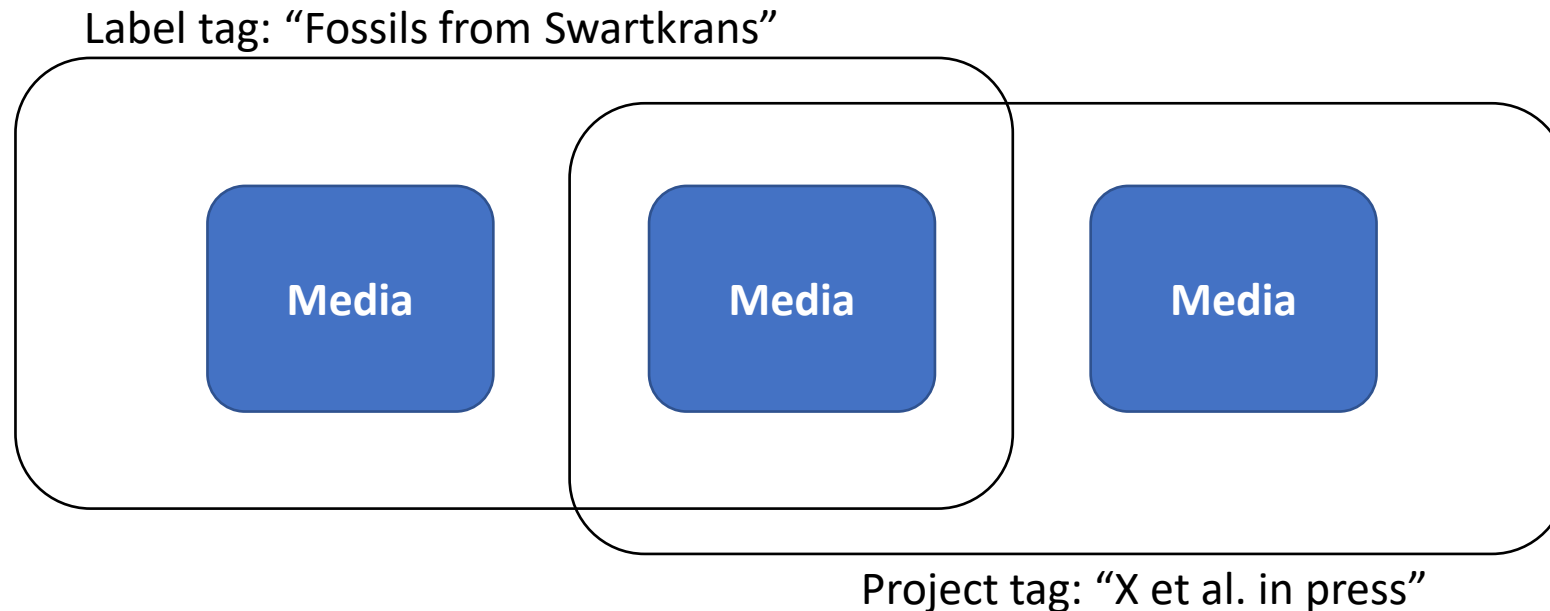 Label tag: “Fossils from Swartkrans”
Media
Media
Media
Project tag: “X et al. in press”